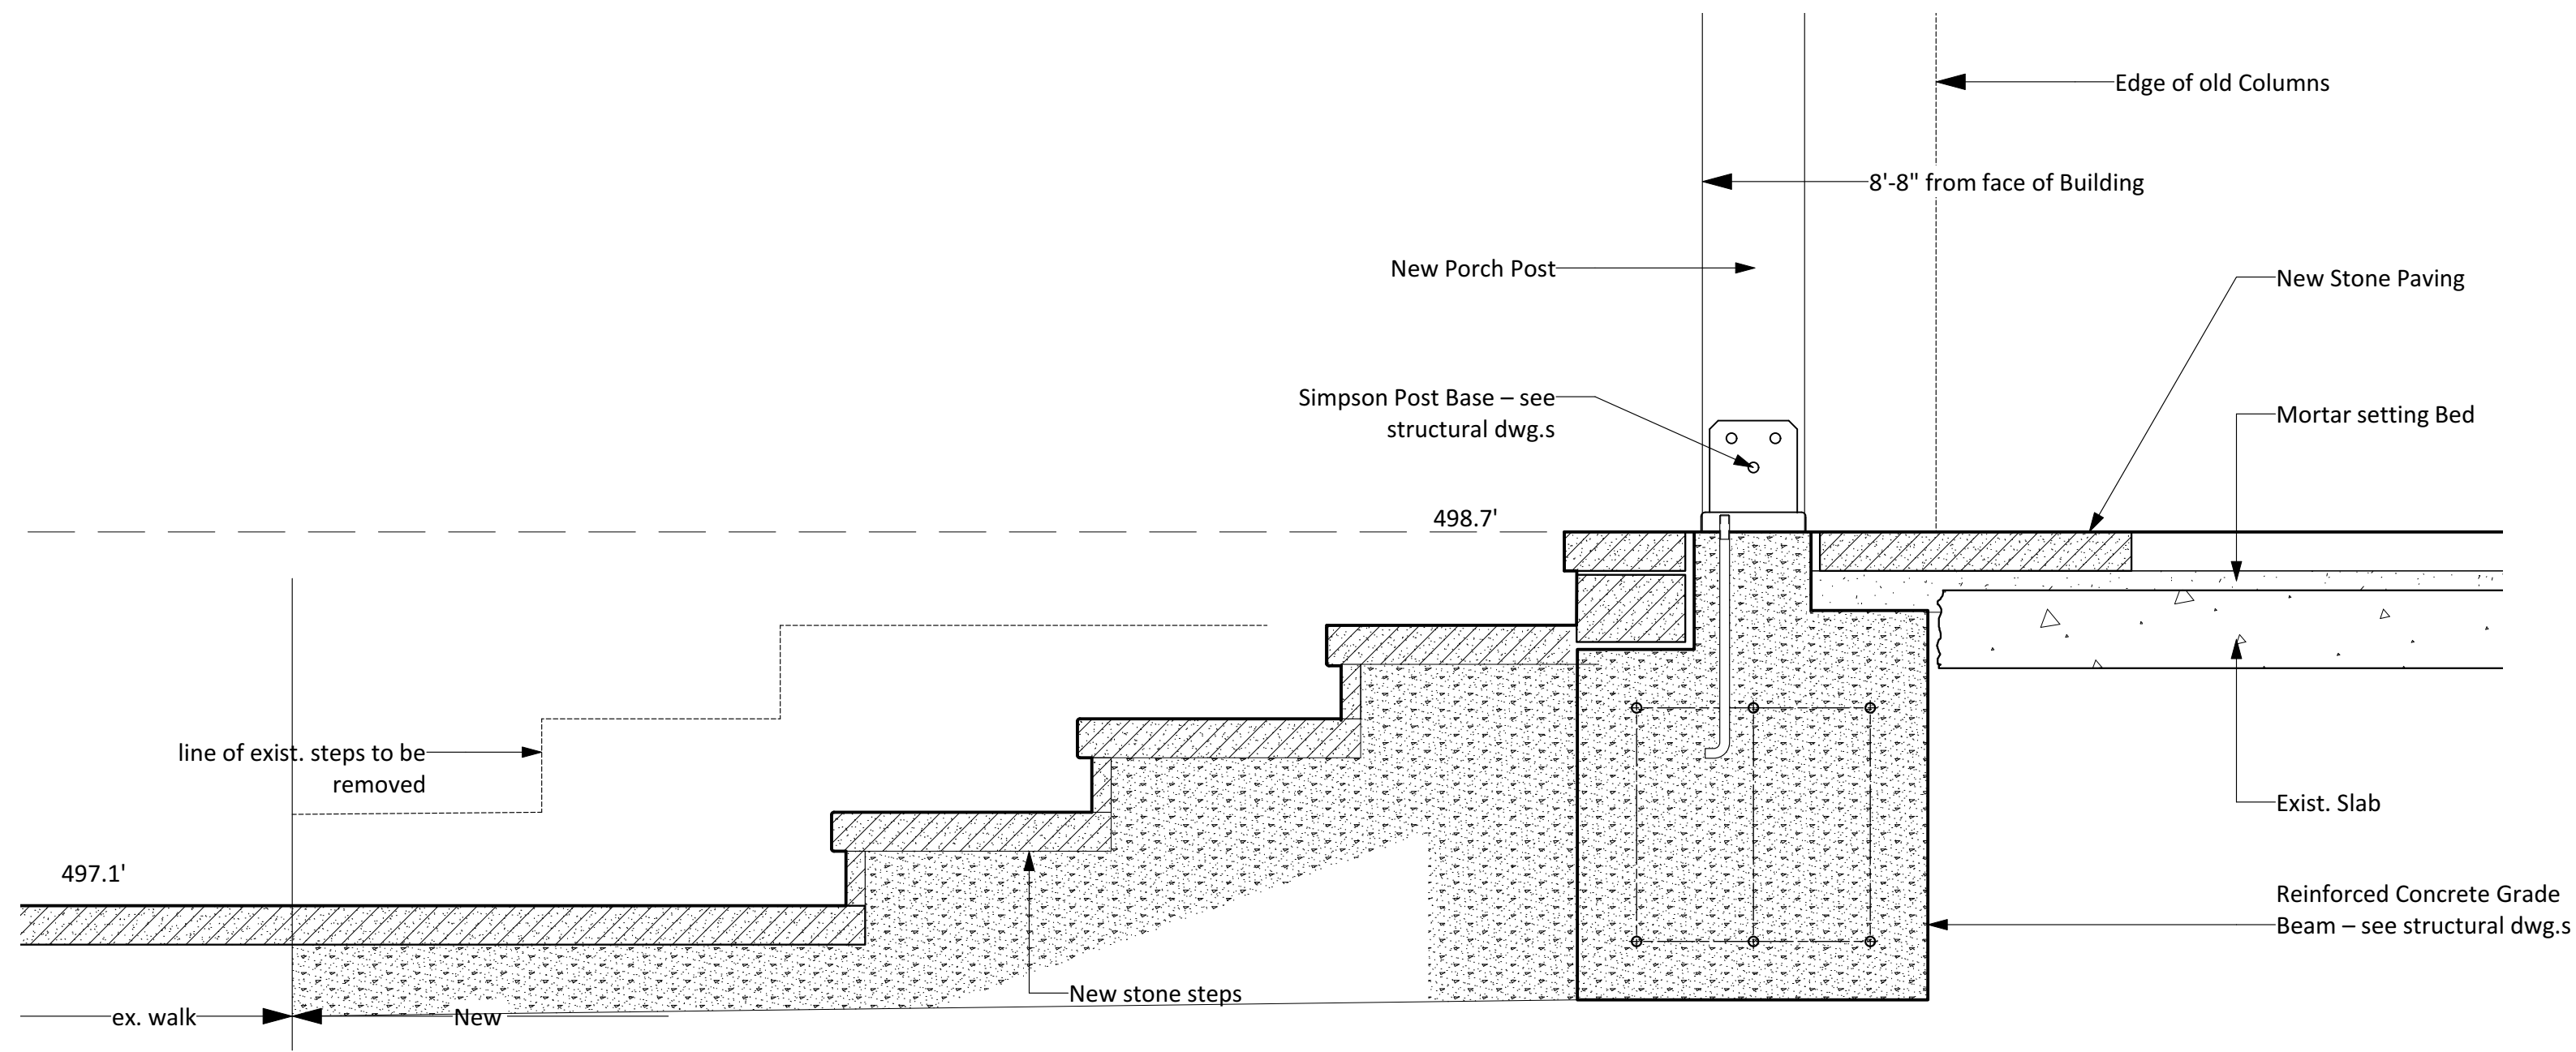 Edge of old Columns
8'-8" from face of Building
New Porch Post
New Stone Paving
Simpson Post Base – see
structural dwg.s
Mortar setting Bed
498.7'
line of exist. steps to be
removed
Exist. Slab
497.1'
Reinforced Concrete Grade
Beam – see structural dwg.s
New stone steps
ex. walk
New